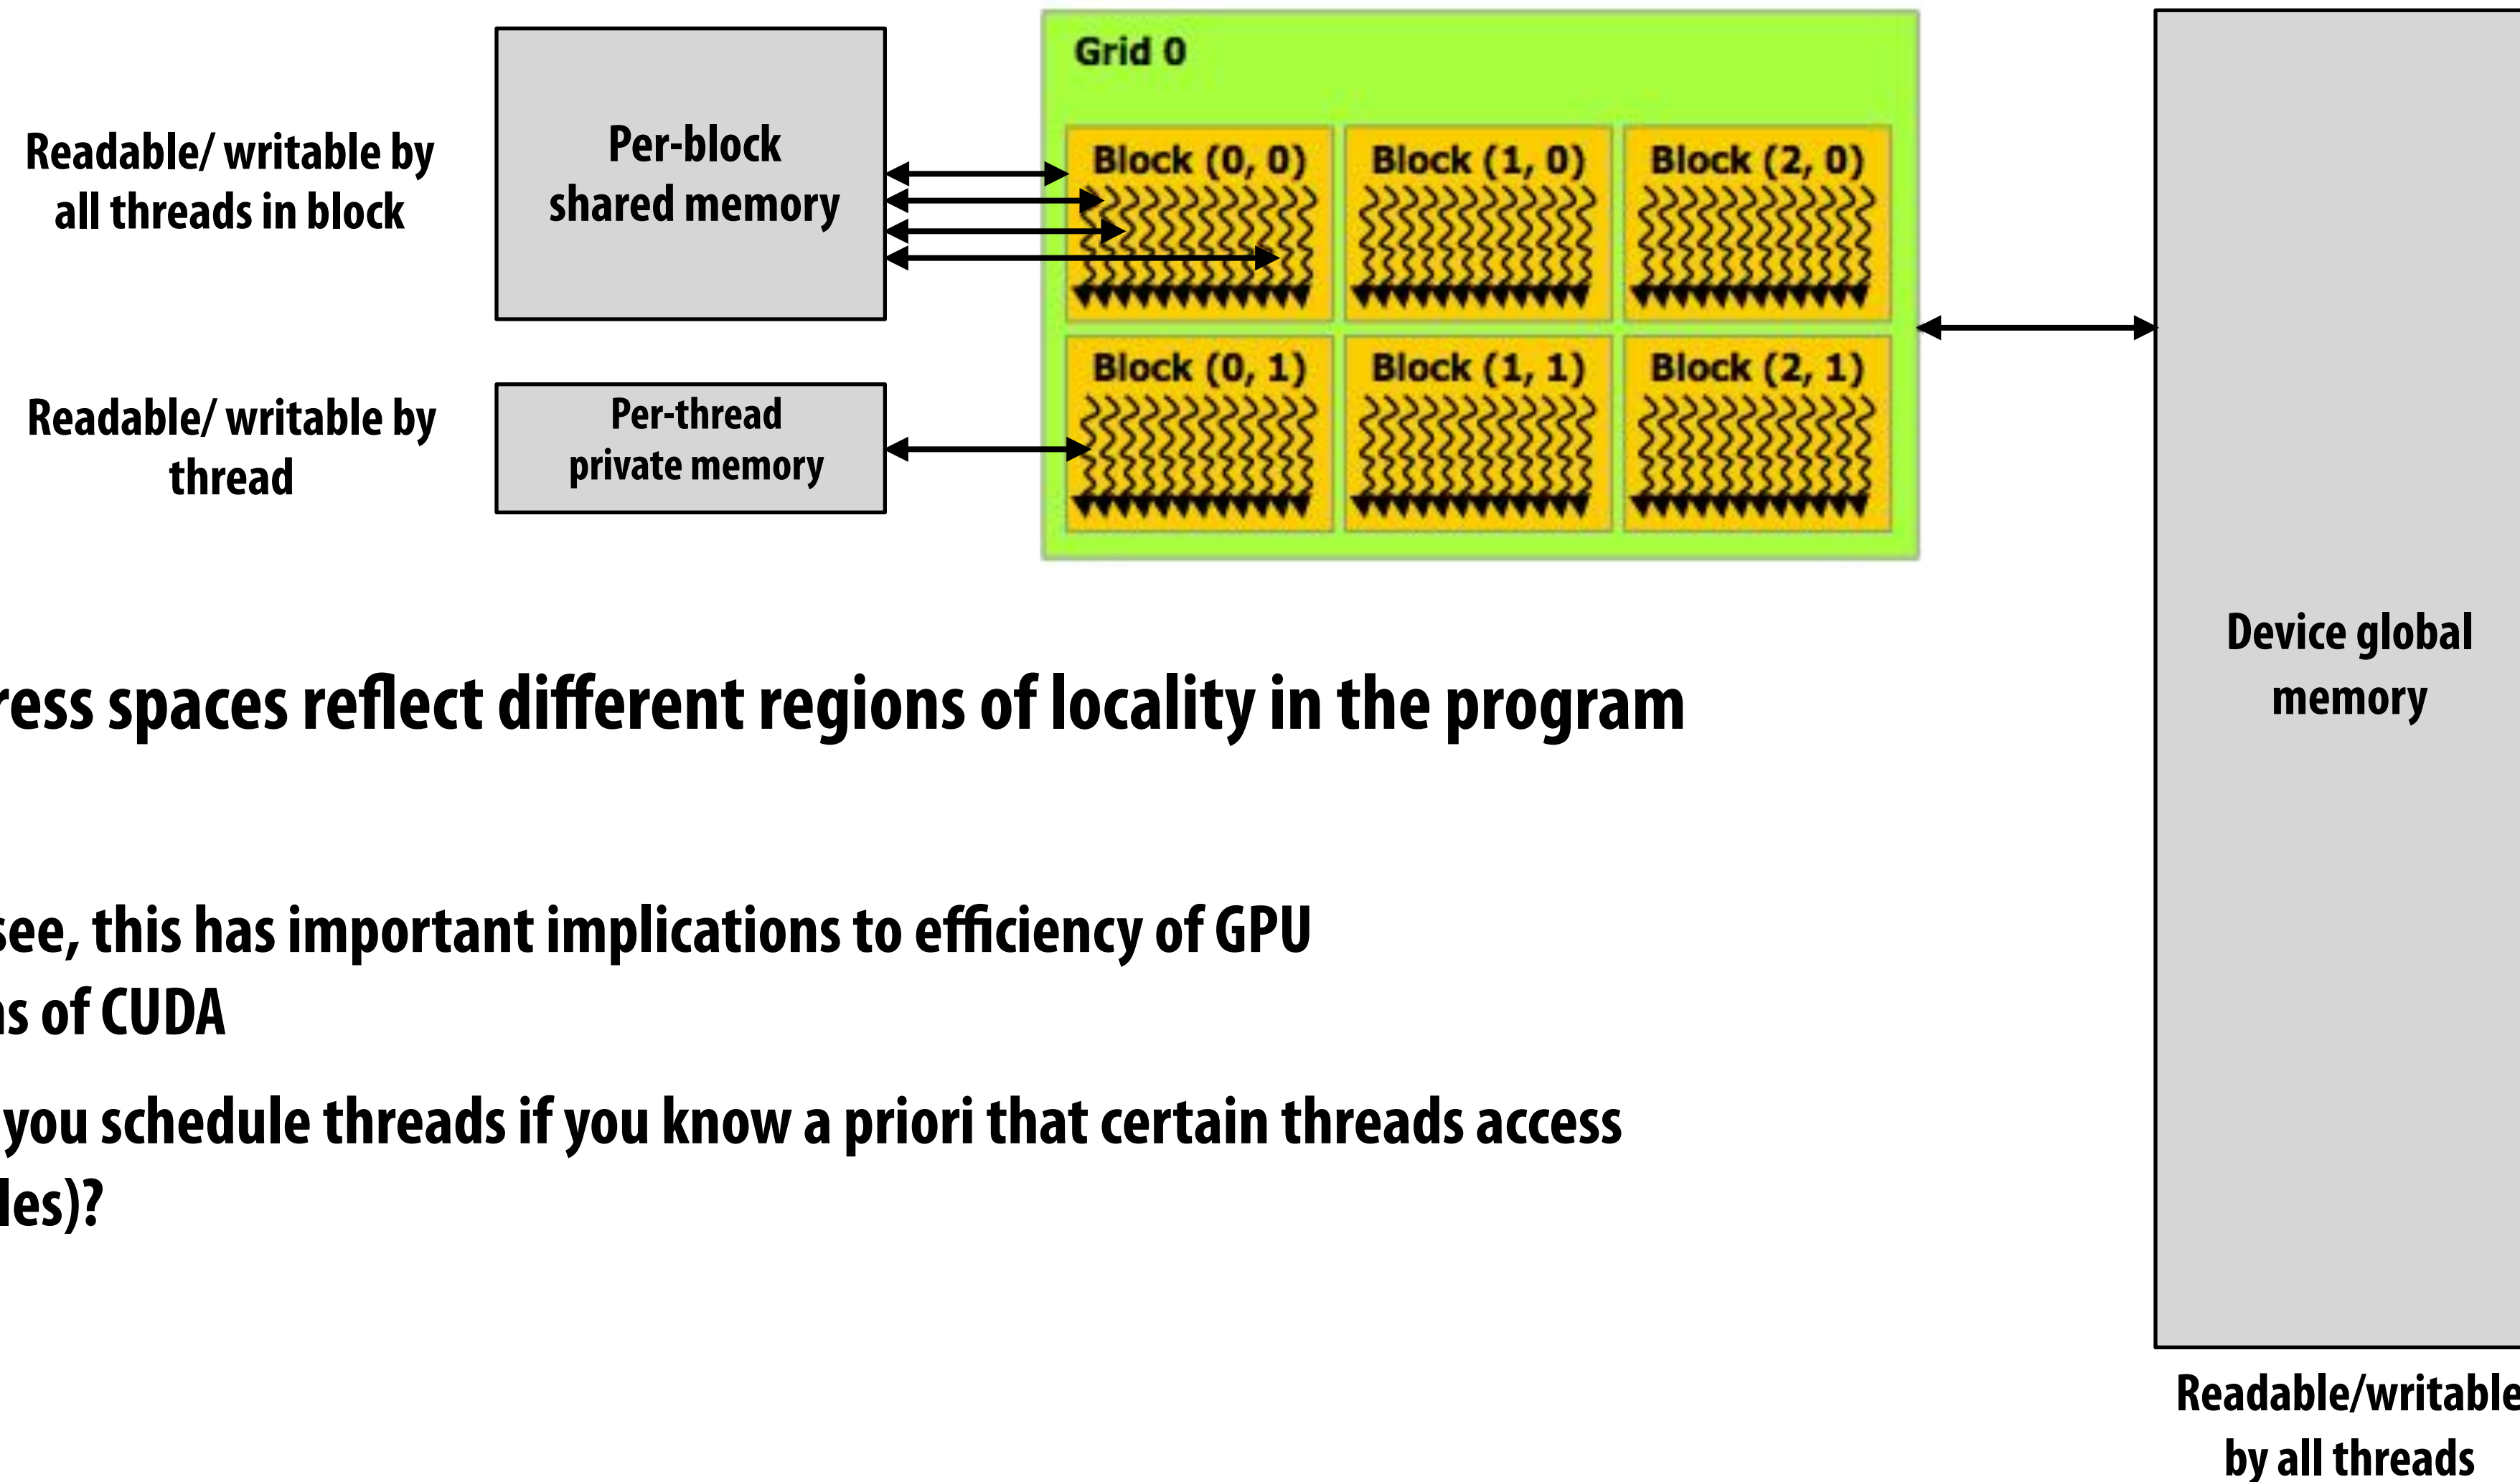 Readable/ writable by
all threads in block
Per-block
shared memory
Grid 0
Block (0, 0)
Block (1, 0)
Block (2, 0)
Block (0, 1)
Block (1, 1)
Block (2, 1)
Readable/ writable by
thread
Per-thread
private memory
Device global
memory
ress spaces reflect different regions of locality in the program
see, this has important implications to efficiency of GPU
ns of CUDA
you schedule threads if you know a priori that certain threads access
les)?
Readable/writable
by all threads